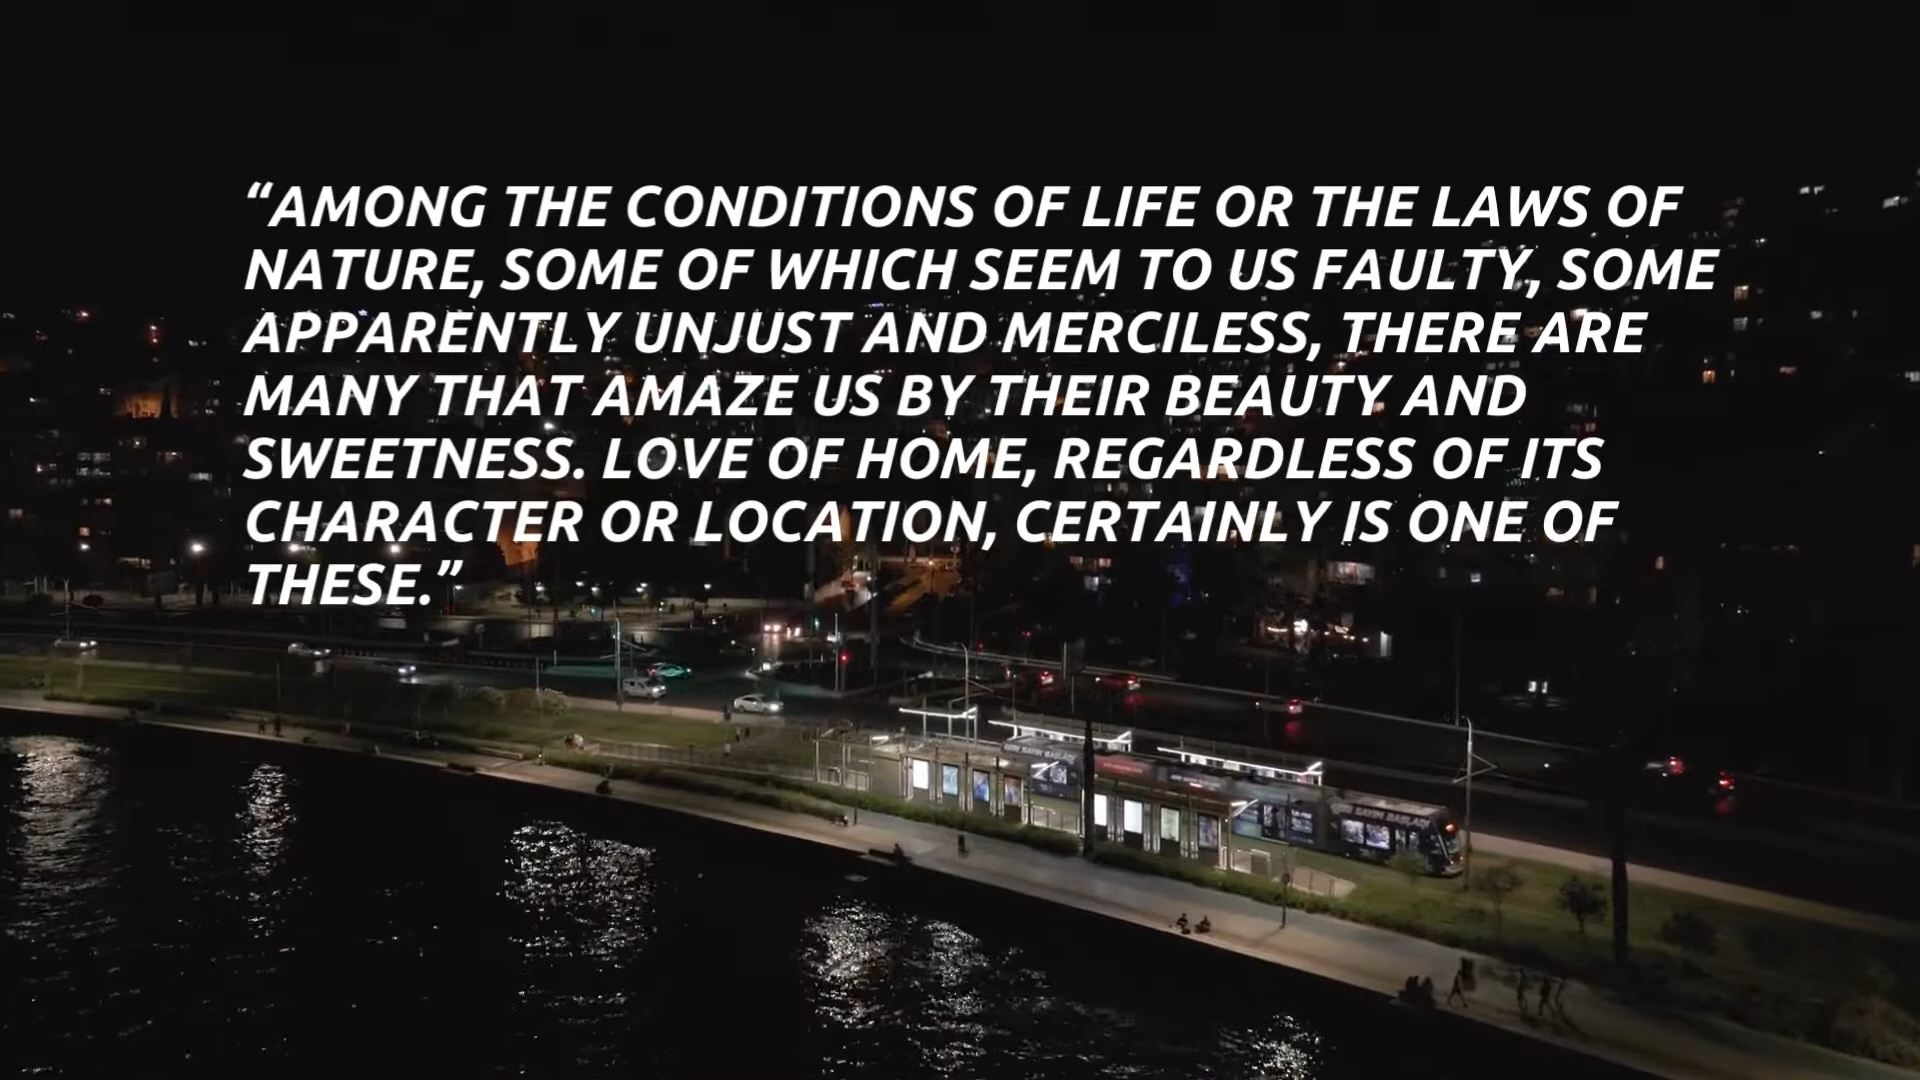 “AMONG THE CONDITIONS OF LIFE OR THE LAWS OF
NATURE, SOME OF WHICH SEEM TO US FAULTY, SOME
APPARENTLY UNJUST AND MERCILESS, THERE ARE
MANY THAT AMAZE US BY THEIR BEAUTY AND
SWEETNESS. LOVE OF HOME, REGARDLESS OF ITS
CHARACTER OR LOCATION, CERTAINLY IS ONE OF
THESE.”